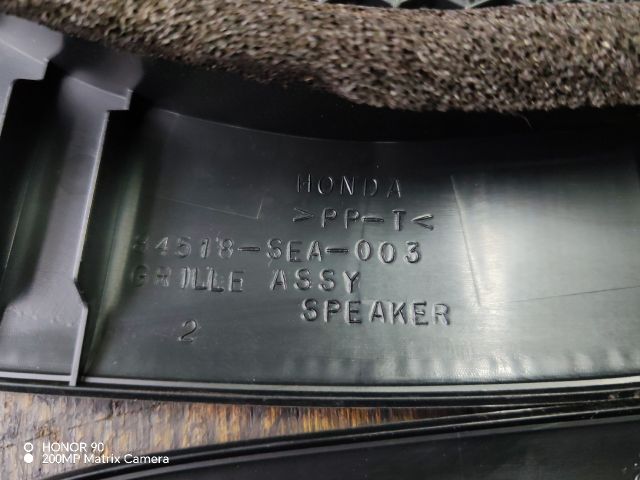 HONDA
>PP-T<
84518-SEA-003
GRILLE ASSY
SPEAKER
2
HONOR 90
200MP Matrix Camera